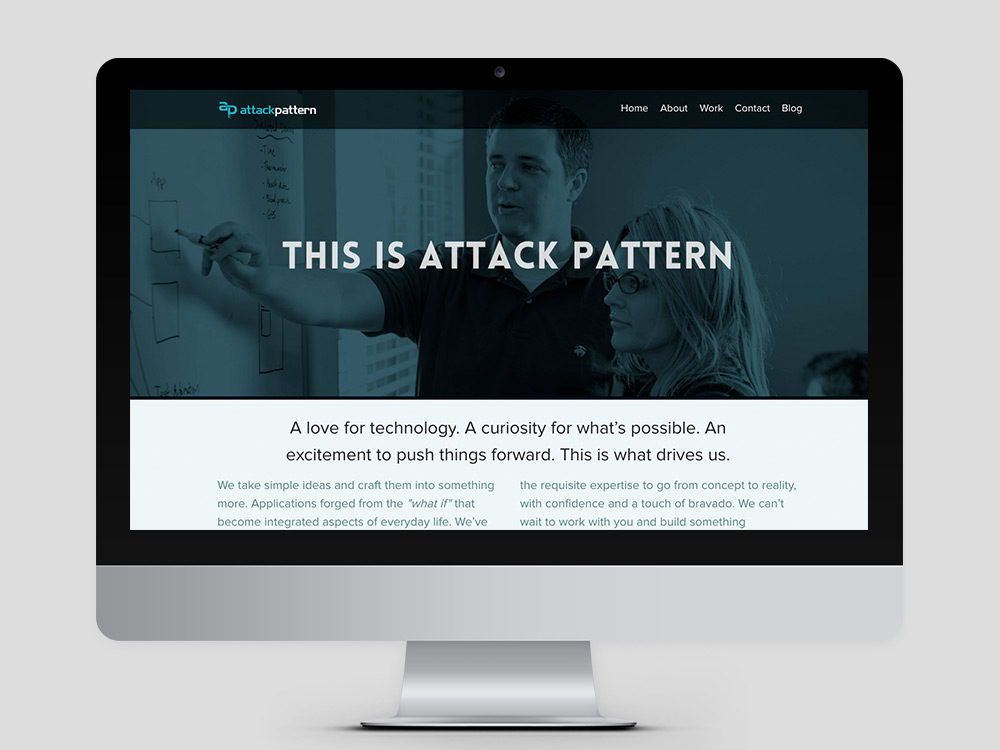 ap attackpattern
Home About Work Contact Blog
App
- Time
THIS IS ATTACK PATTERN
A love for technology. A curiosity for what’s possible. An
excitement to push things forward. This is what drives us.
We take simple ideas and craft them into something
more. Applications forged from the "what if" that
become integrated aspects of everyday life. We’ve
the requisite expertise to go from concept to reality,
with confidence and a touch of bravado. We can’t
wait to work with you and build something